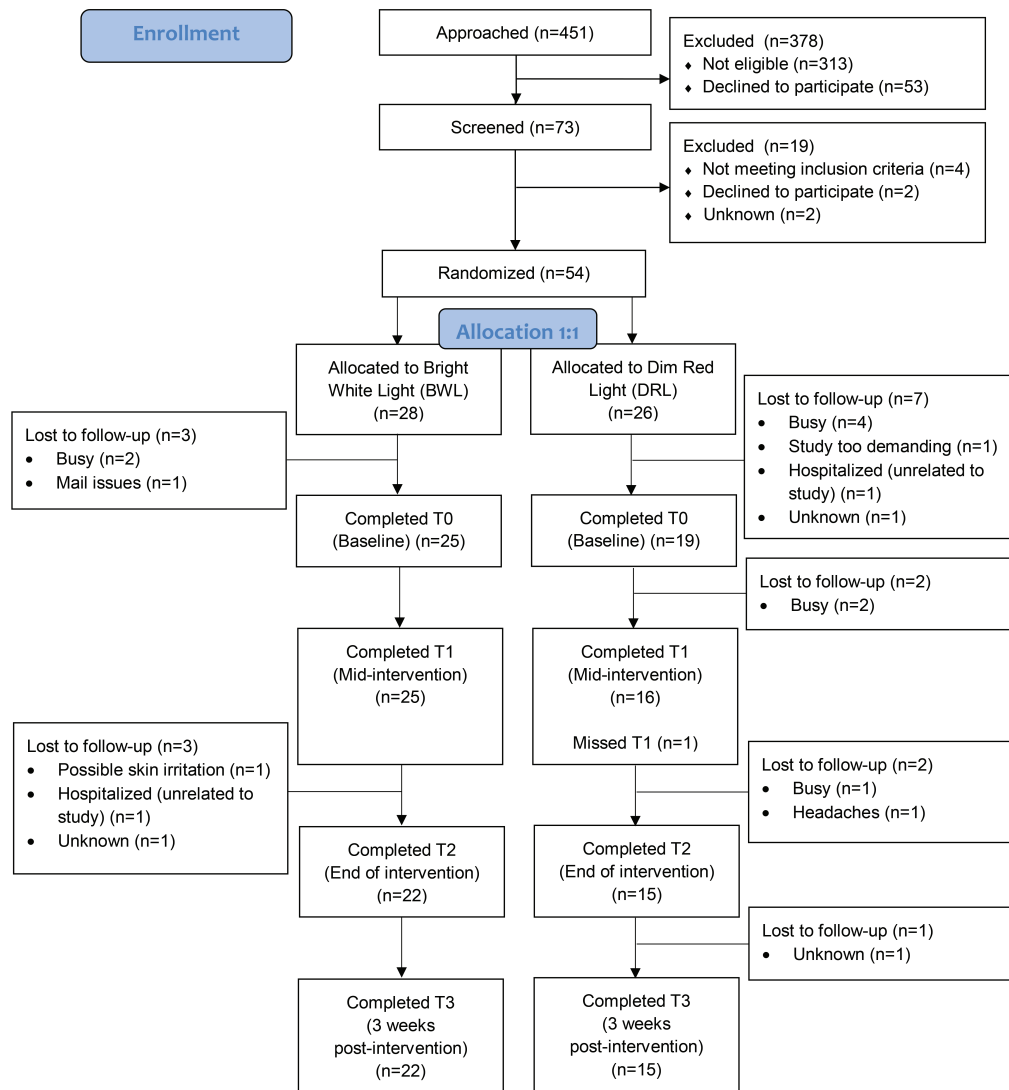 Enrollment
Approached (n=451)
Excluded (n=378)
♦ Not eligible (n=313)
♦ Declined to participate (n=53)
Screened (n=73)
Excluded  (n=19)
♦ Not meeting inclusion criteria (n=4)
♦ Declined to participate (n=2)
♦ Unknown (n=2)
Randomized (n=54)
Allocation 1:1
Allocated to Bright
White Light (BWL)
(n=28)
Allocated to Dim Red
Light (DRL)
(n=26)
Lost to follow-up (n=3)
• Busy (n=2)
• Mail issues (n=1)
Lost to follow-up (n=7)
• Busy (n=4)
• Study too demanding (n=1)
• Hospitalized (unrelated to
study) (n=1)
• Unknown (n=1)
Completed T0
(Baseline) (n=25)
Completed T0
(Baseline) (n=19)
Lost to follow-up (n=2)
• Busy (n=2)
Completed T1
(Mid-intervention)
(n=25)
Completed T1
(Mid-intervention)
(n=16)
Missed T1 (n=1)
Lost to follow-up (n=3)
• Possible skin irritation (n=1)
• Hospitalized (unrelated to
study) (n=1)
• Unknown (n=1)
Lost to follow-up (n=2)
• Busy (n=1)
• Headaches (n=1)
Completed T2
(End of intervention)
(n=22)
Completed T2
(End of intervention)
(n=15)
Lost to follow-up (n=1)
• Unknown (n=1)
Completed T3
(3 weeks
post-intervention)
(n=22)
Completed T3
(3 weeks
post-intervention)
(n=15)